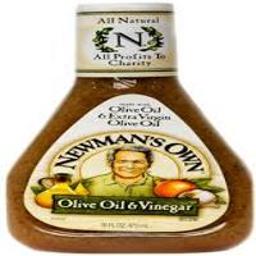 All Natural
N
All Profits To
Charity
Olive Oil
& Extra Virgin
Olive Oil
NEWMAN'S OWN
Olive Oil & Vinegar